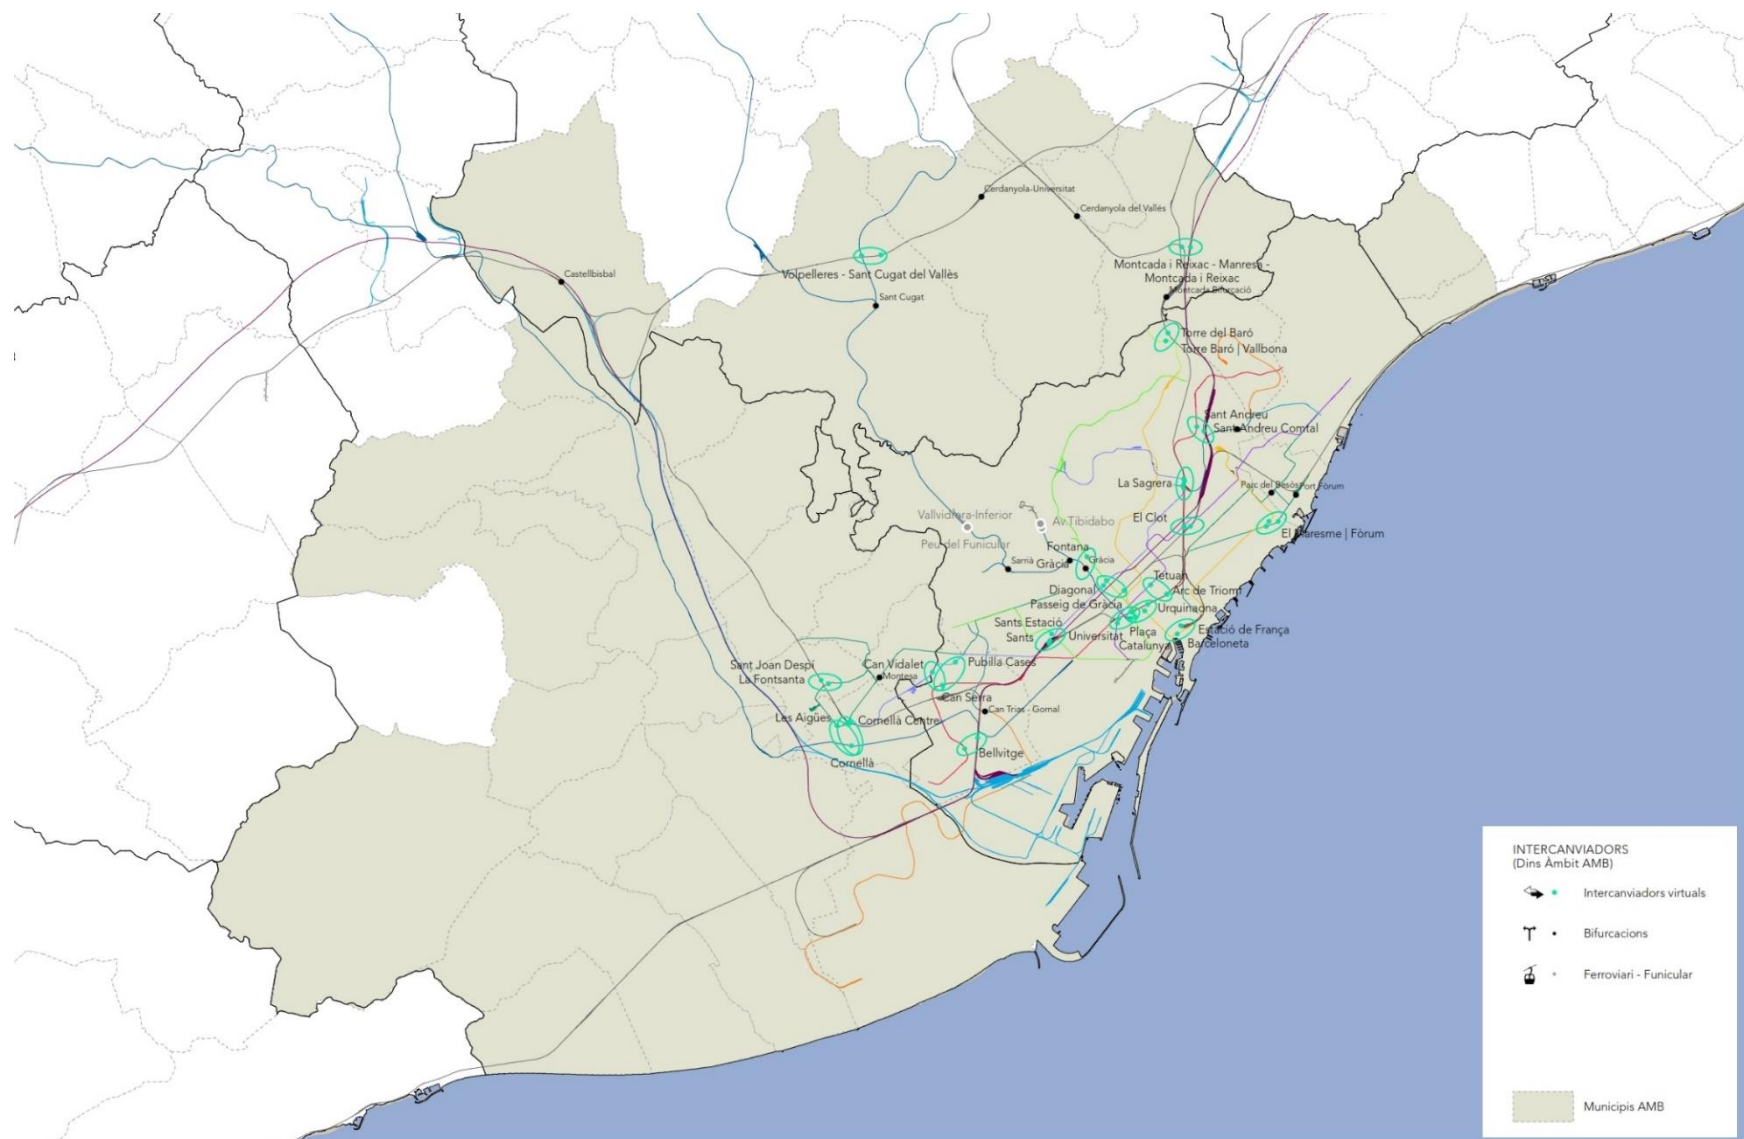 Cerdanyola-Universitat
Cerdanyola del Vallès
Volpelleres - Sant Cugat del Vallès
Montcada i Reixac - Manresa -
Montcada i Reixac
Montcada Bifurcació
Castellbisbal
Sant Cugat
Torre del Baró
Torre Baró | Vallbona
Sant Andreu
Sant Andreu Comtal
La Sagrera
Parc del Besòs
Port Fòrum
El Clot
El Maresme | Fòrum
Vallvidrera-Inferior
Peu del Funicular
Av.Tibidabo
Fontana
Sarrià
Gràcia
Gràcia
Diagonal
Tetuan
Arc de Triomf
Passeig de Gràcia
Urquinaona
Sants Estació
Sants
Universitat
Plaça
Catalunya
Estació de França
Barceloneta
Sant Joan Despí
La Fontsanta
Can Vidalet
Montesa
Pubilla Cases
Can Serra
Can Tries - Gornal
Les Aigües
Cornellà Centre
Cornellà
Bellvitge
INTERCANVIADORS
(Dins Àmbit AMB)
Intercanviadors virtuals
Bifurcacions
Ferroviari - Funicular
Municipis AMB